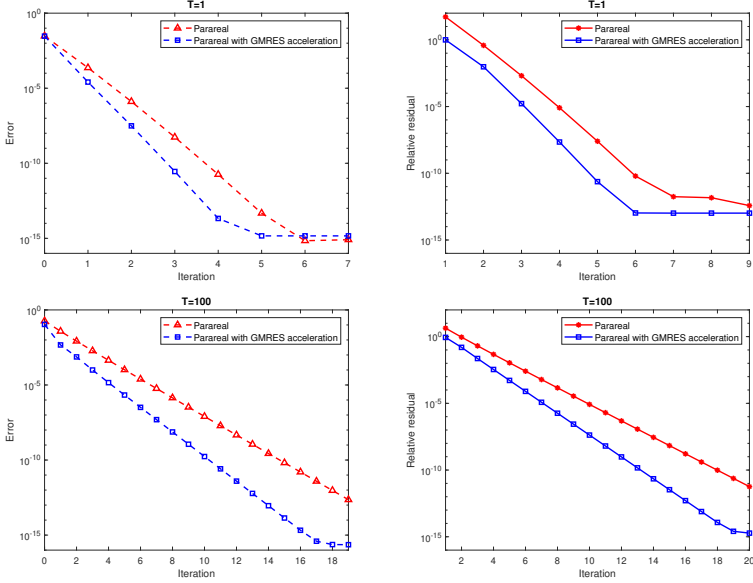 T=1
10^0
10^-5
10^-10
10^-15
Error
Parareal
Parareal with GMRES acceleration
0 1 2 3 4 5 6 7
Iteration
T=1
10^0
10^-5
10^-10
10^-15
Relative residual
Parareal
Parareal with GMRES acceleration
1 2 3 4 5 6 7 8 9
Iteration
T=100
10^0
10^-5
10^-10
10^-15
Error
Parareal
Parareal with GMRES acceleration
0 2 4 6 8 10 12 14 16 18
Iteration
T=100
10^0
10^-5
10^-10
10^-15
Relative residual
Parareal
Parareal with GMRES acceleration
2 4 6 8 10 12 14 16 18 20
Iteration